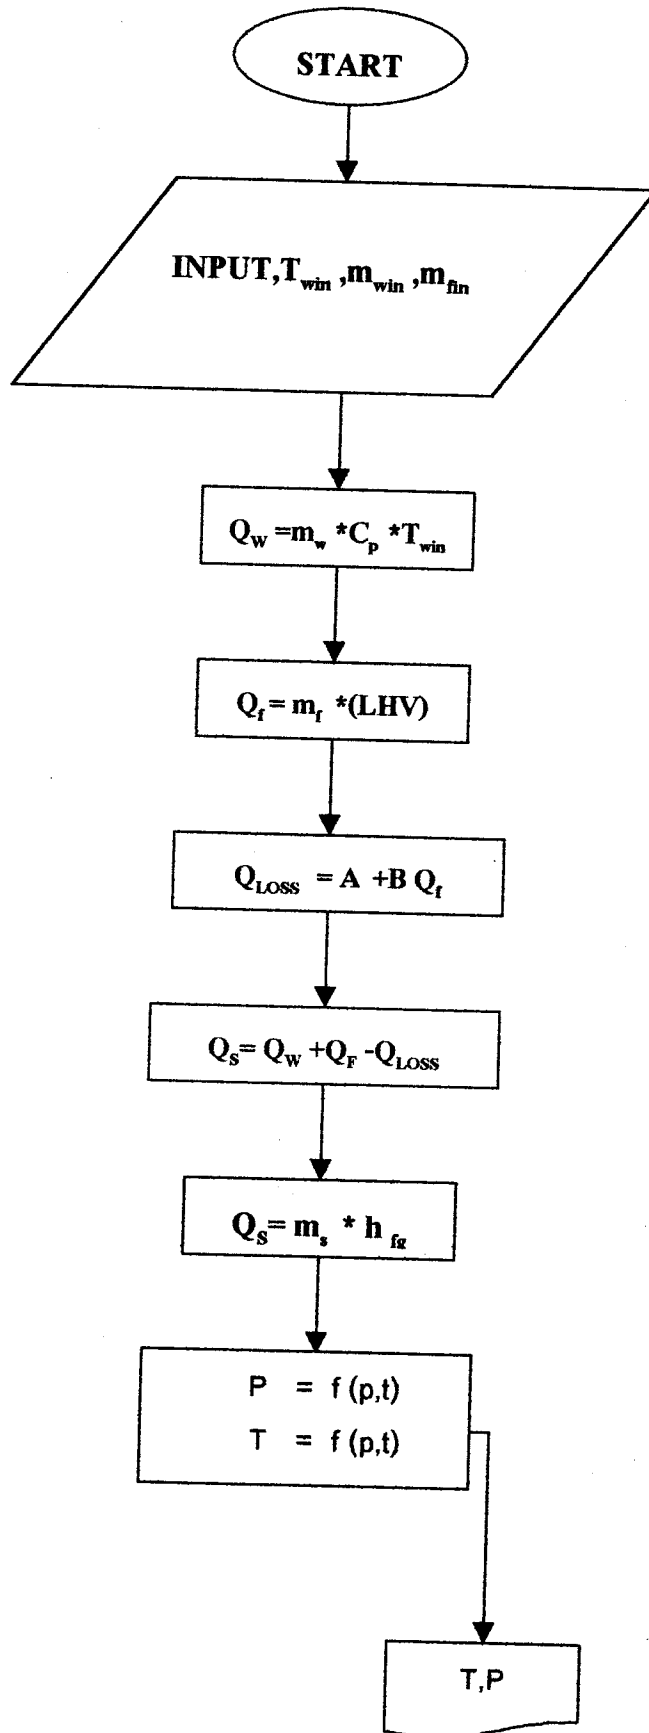 START
INPUT,T_win ,m_win ,m_fin
Q_W =m_w *C_p *T_win
Q_f = m_f *(LHV)
Q_LOSS = A +B Q_f
Q_S= Q_W +Q_F -Q_LOSS
Q_S= m_s * h_fg
P = f (p,t)
T = f (p,t)
T,P